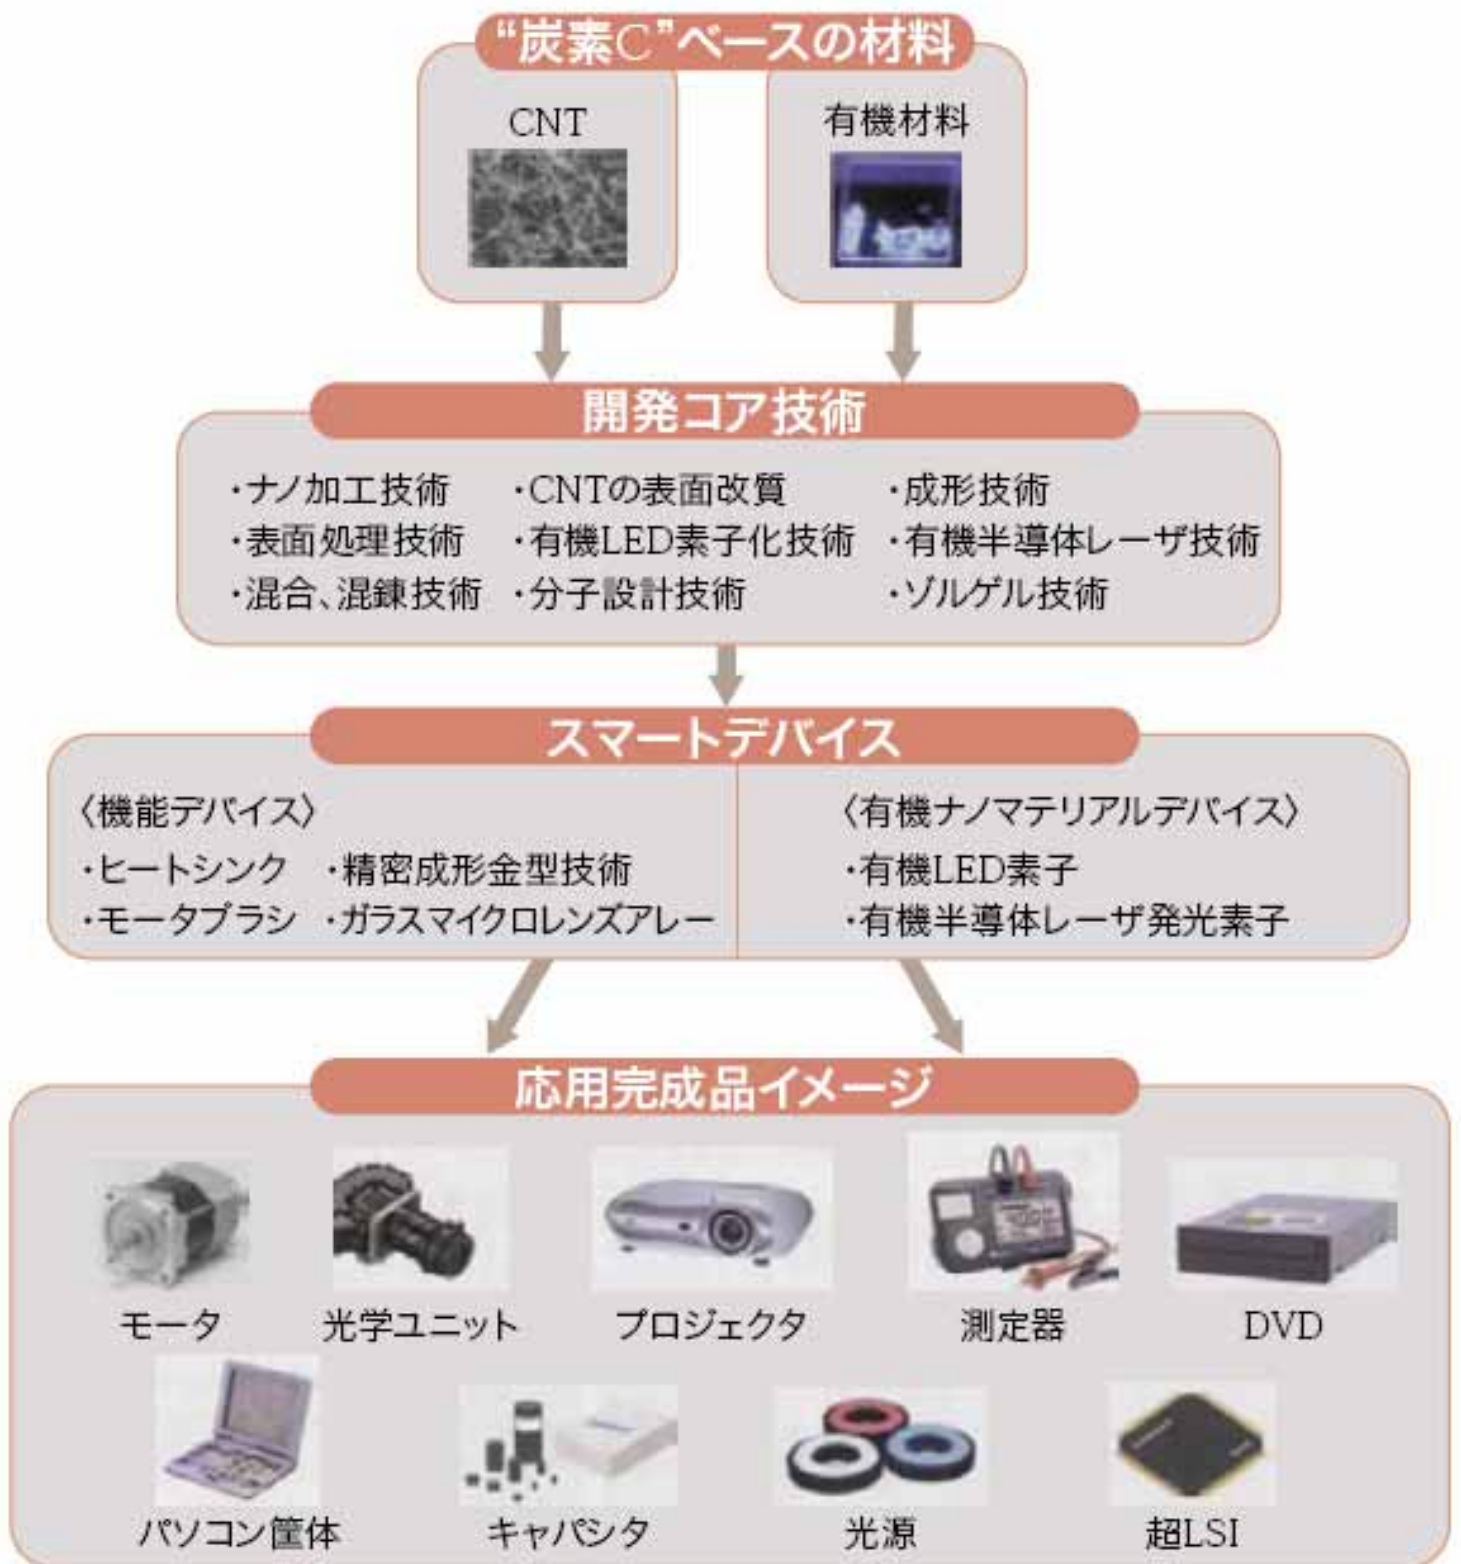 “炭素C”ベースの材料
CNT
有機材料
開発コア技術
・ナノ加工技術 ・CNTの表面改質 ・成形技術
・表面処理技術 ・有機LED素子化技術 ・有機半導体レーザ技術
・混合、混錬技術 ・分子設計技術 ・ゾルゲル技術
スマートデバイス
〈機能デバイス〉
・ヒートシンク ・精密成形金型技術
・モータブラシ ・ガラスマイクロレンズアレー
〈有機ナノマテリアルデバイス〉
・有機LED素子
・有機半導体レーザ発光素子
応用完成品イメージ
モータ 光学ユニット プロジェクタ 測定器 DVD
パソコン筐体 キャパシタ 光源 超LSI